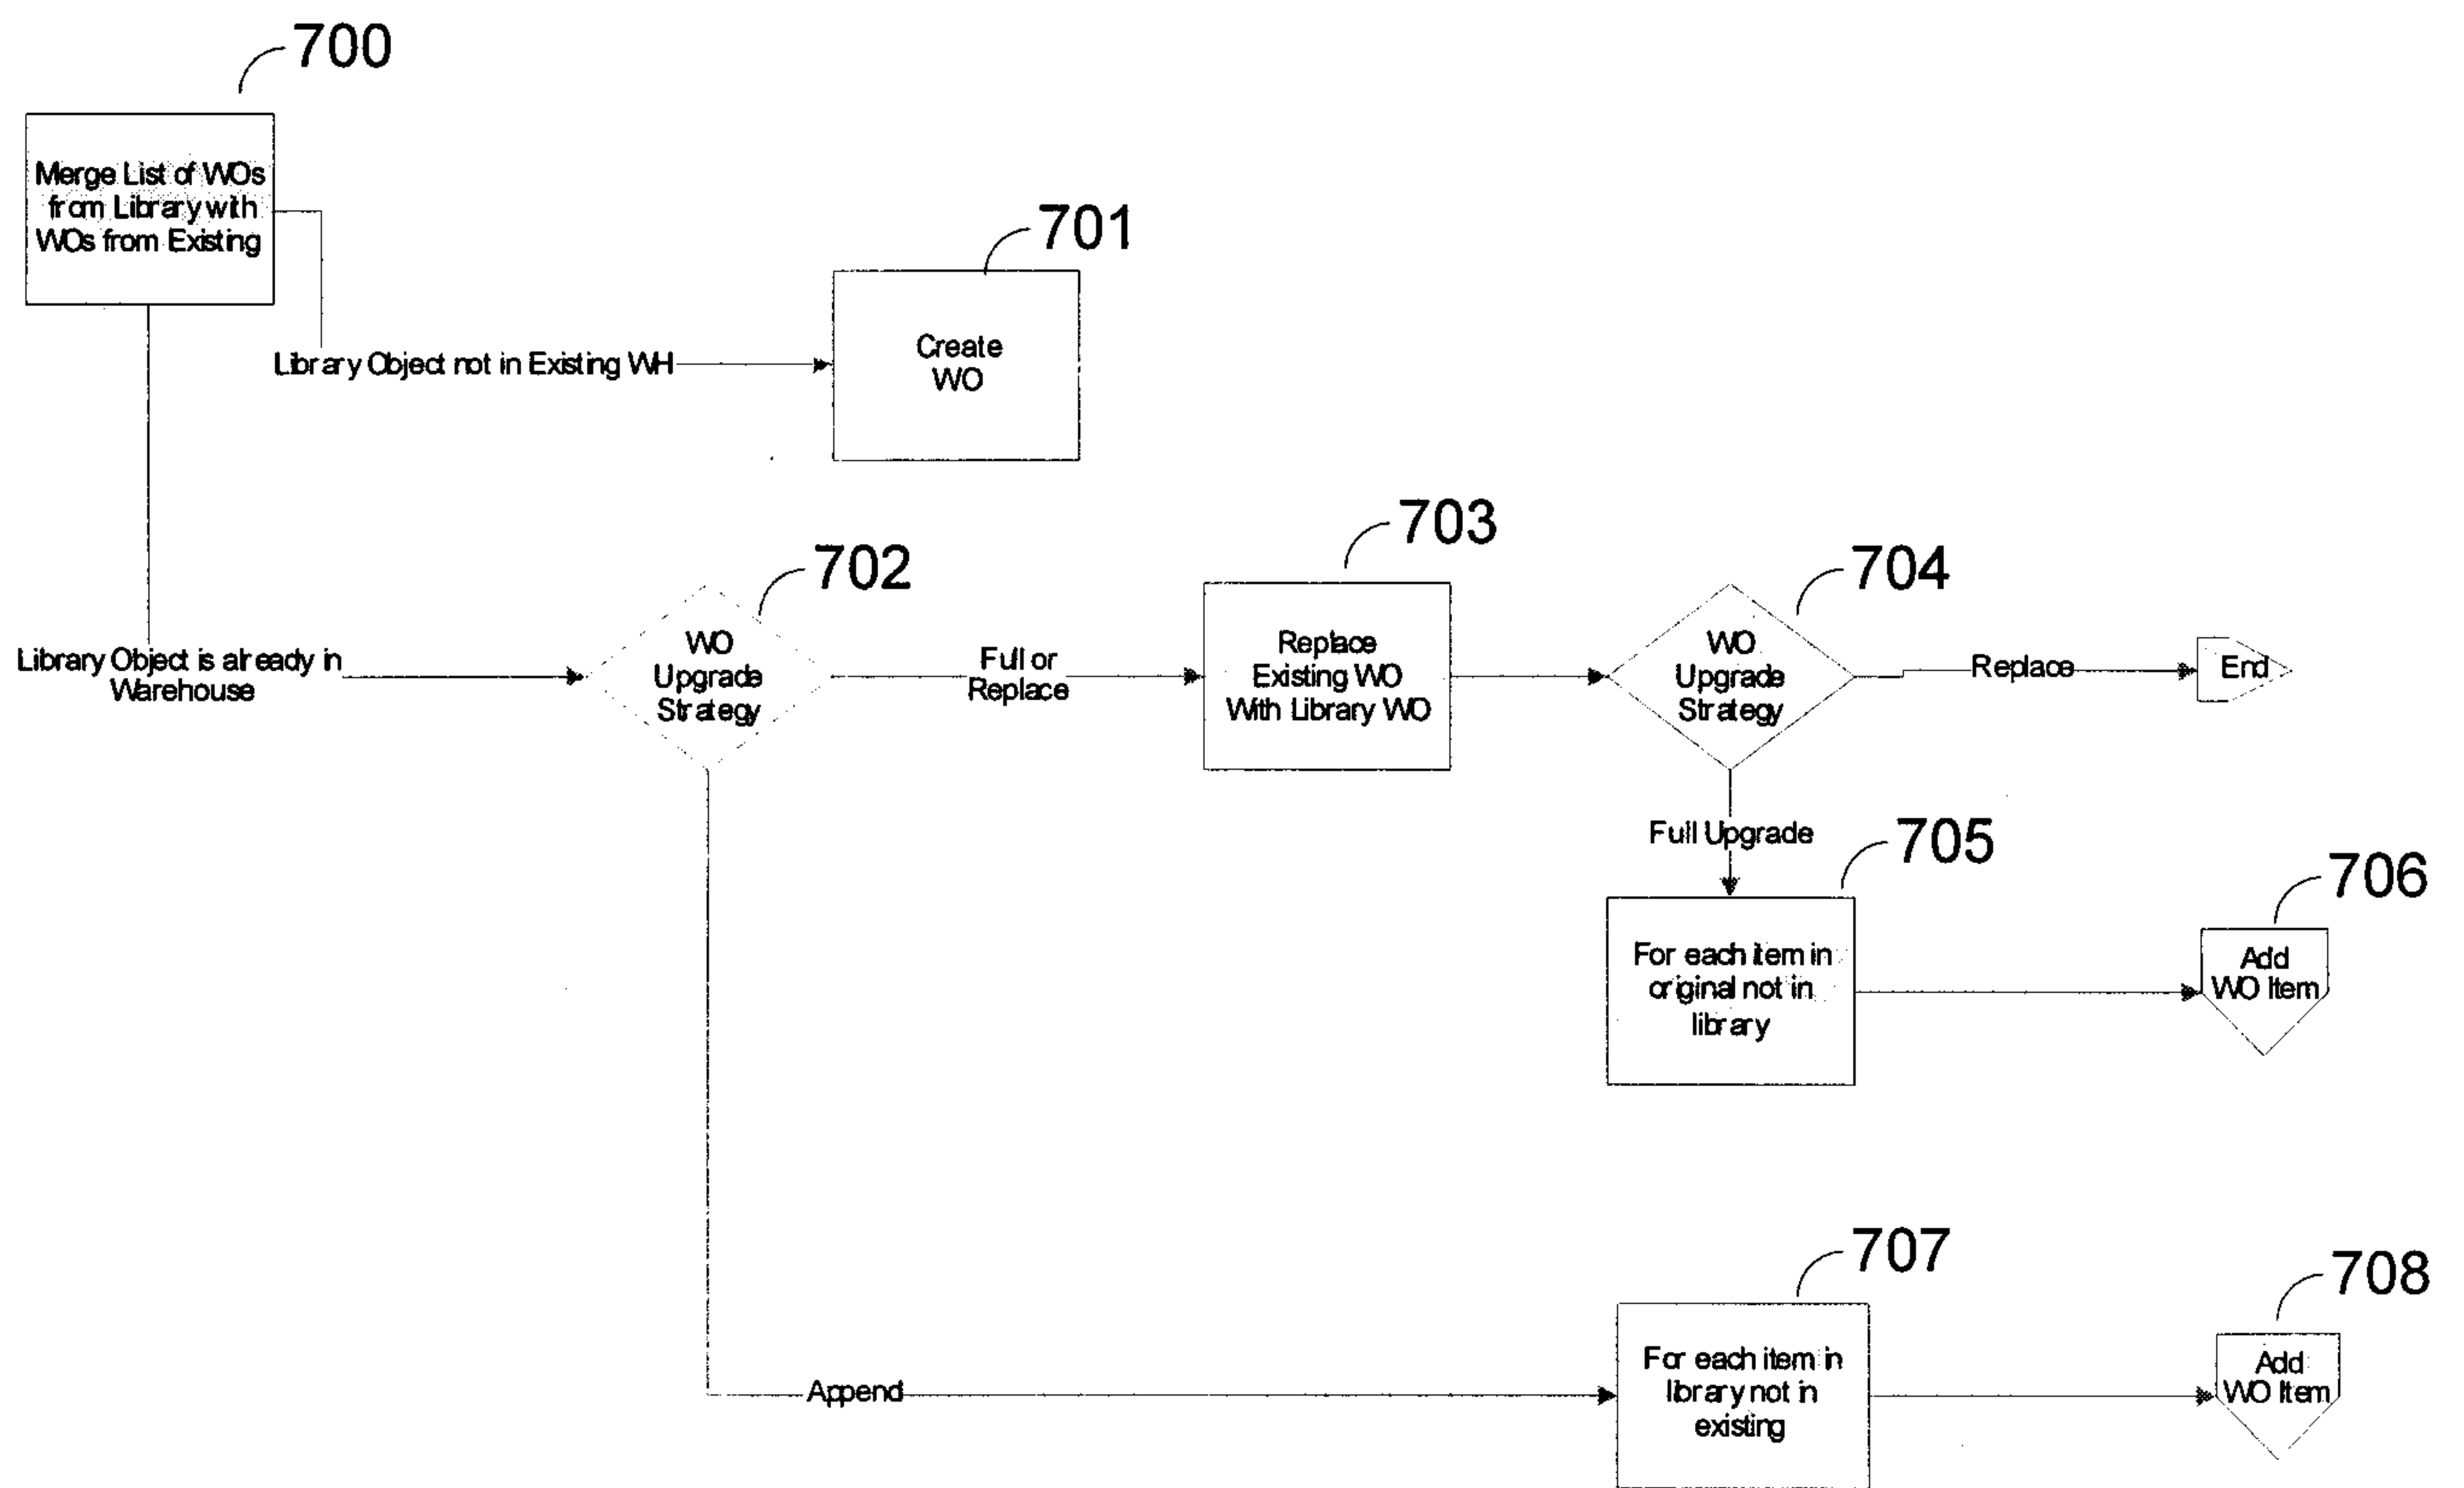 700
Merge List of WOs
from Library with
WOs from Existing
701
Library Object not in Existing WH
Create
WO
702
703
704
Library Object is already in
Warehouse
WO
Upgrade
Strategy
Full or
Replace
Replace
Existing WO
With Library WO
WO
Upgrade
Strategy
Replace
End
Full Upgrade
705
706
For each item in
original not in
library
Add
WO Item
707
708
Append
For each item in
library not in
existing
Add
WO Item